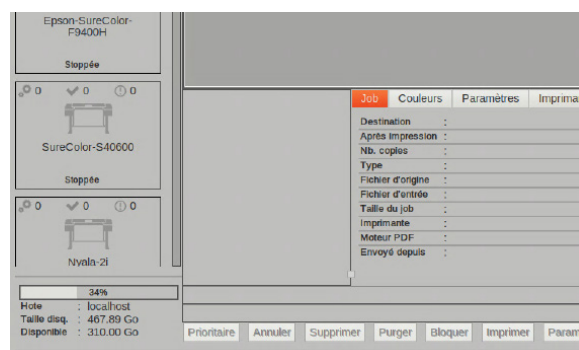 Epson-SureColor-
F9400H
Stoppée
0 0 0
SureColor-S40600
Stoppée
0 0 0
Nyala-2i
34%
Hote : localhost
Taille disq. : 467.89 Go
Disponible : 310.00 Go
Job Couleurs Paramètres Imprima
Destination :
Après impression :
Nb. copies :
Type :
Fichier d'origine :
Fichier d'entrée :
Taille du job :
Imprimante :
Moteur PDF :
Envoyé depuis :
Prioritaire Annuler Supprimer Purger Bloquer Imprimer Param